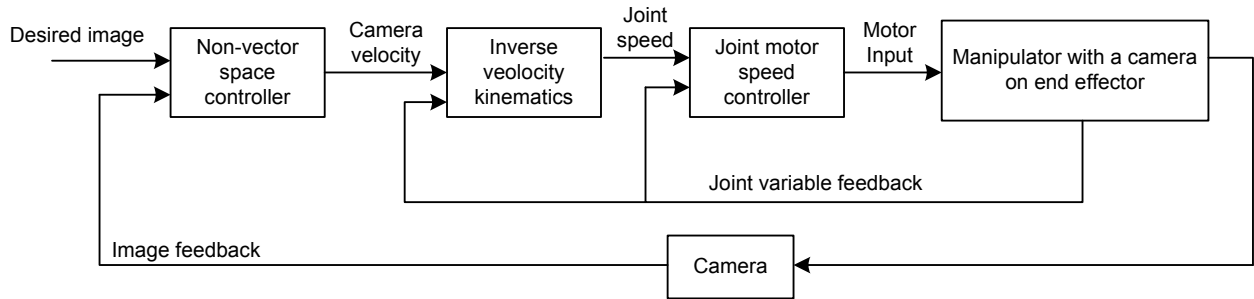 Desired image
Non-vector
space
controller
Camera
velocity
Inverse
veolocity
kinematics
Joint
speed
Joint motor
speed
controller
Motor
Input
Manipulator with a camera
on end effector
Joint variable feedback
Image feedback
Camera